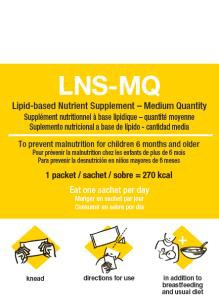 LNS-MQ
Lipid-based Nutrient Supplement – Medium Quantity
Supplément nutritionnel à base lipidique – quantité moyenne
Suplemento nutricional a base de lípido - cantidad media
To prevent malnutrition for children 6 months and older
Pour prévenir la malnutrition chez les enfants de plus de 6 mois
Para prevenir la desnutrición en niños mayores de 6 meses
1 packet / sachet / sobre = 270 kcal
Eat one sachet per day
Manger un sachet par jour
Consumir un sobre por día
knead
directions for use
in addition to
breastfeeding
and usual diet